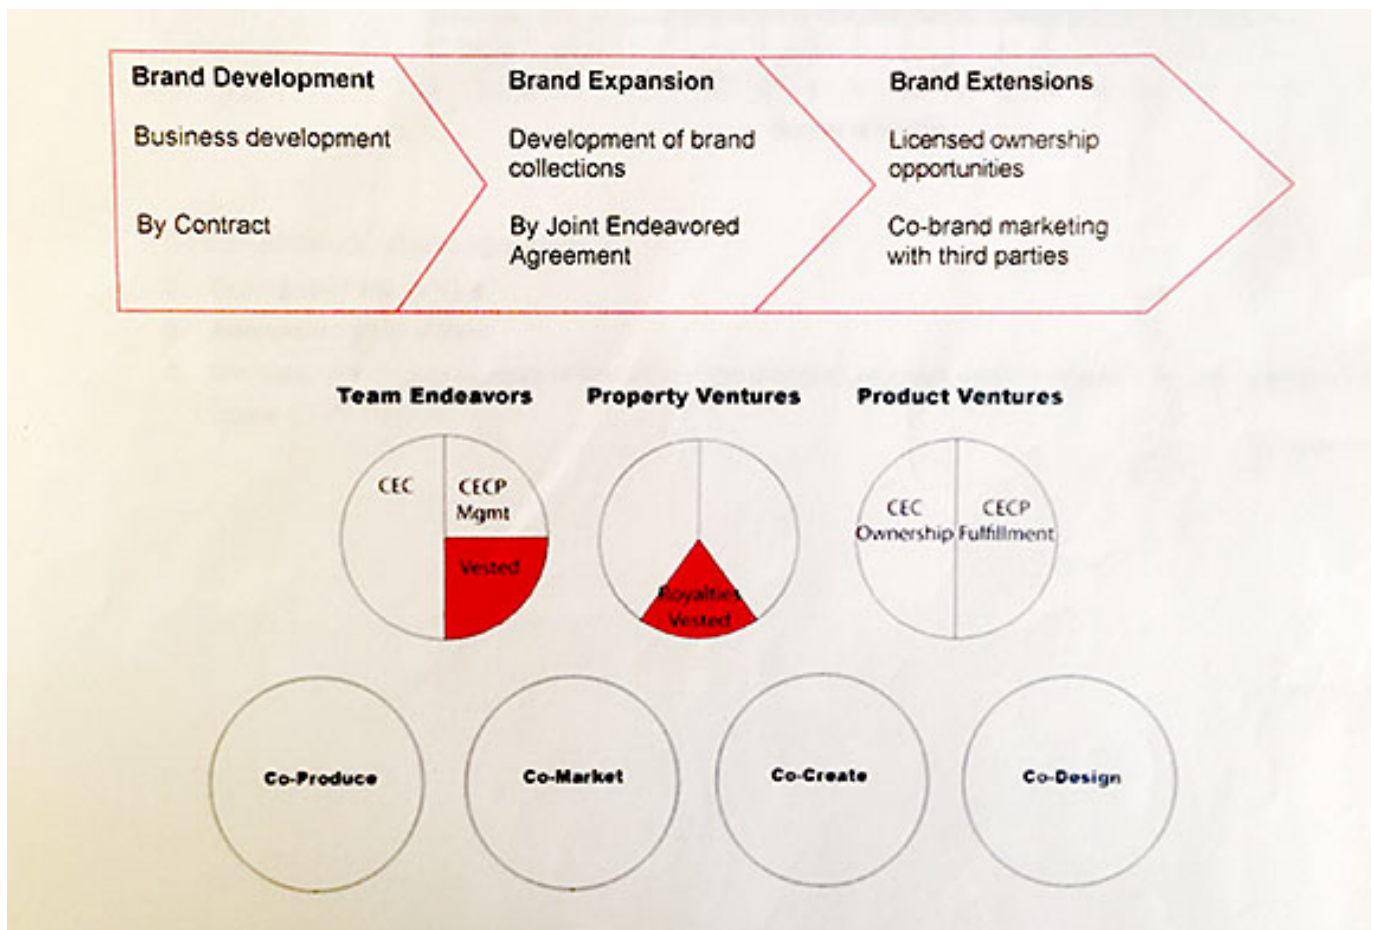 Brand Development
Business development
By Contract
Brand Expansion
Development of brand
collections
By Joint Endeavored
Agreement
Brand Extensions
Licensed ownership
opportunities
Co-brand marketing
with third parties
Team Endeavors
CEC
CECP
Mgmt
Vested
Property Ventures
Royalties
Vested
Product Ventures
CEC
Ownership
CECP
Fulfillment
Co-Produce
Co-Market
Co-Create
Co-Design